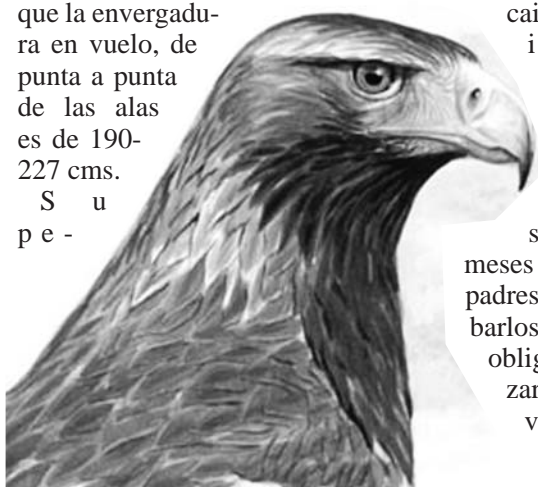 que la envergadu-
ra en vuelo, de
punta a punta
de las alas
es de 190-
227 cms.
S u
p e -
cai
i
s
meses
padres
barlos
oblig
zar
v